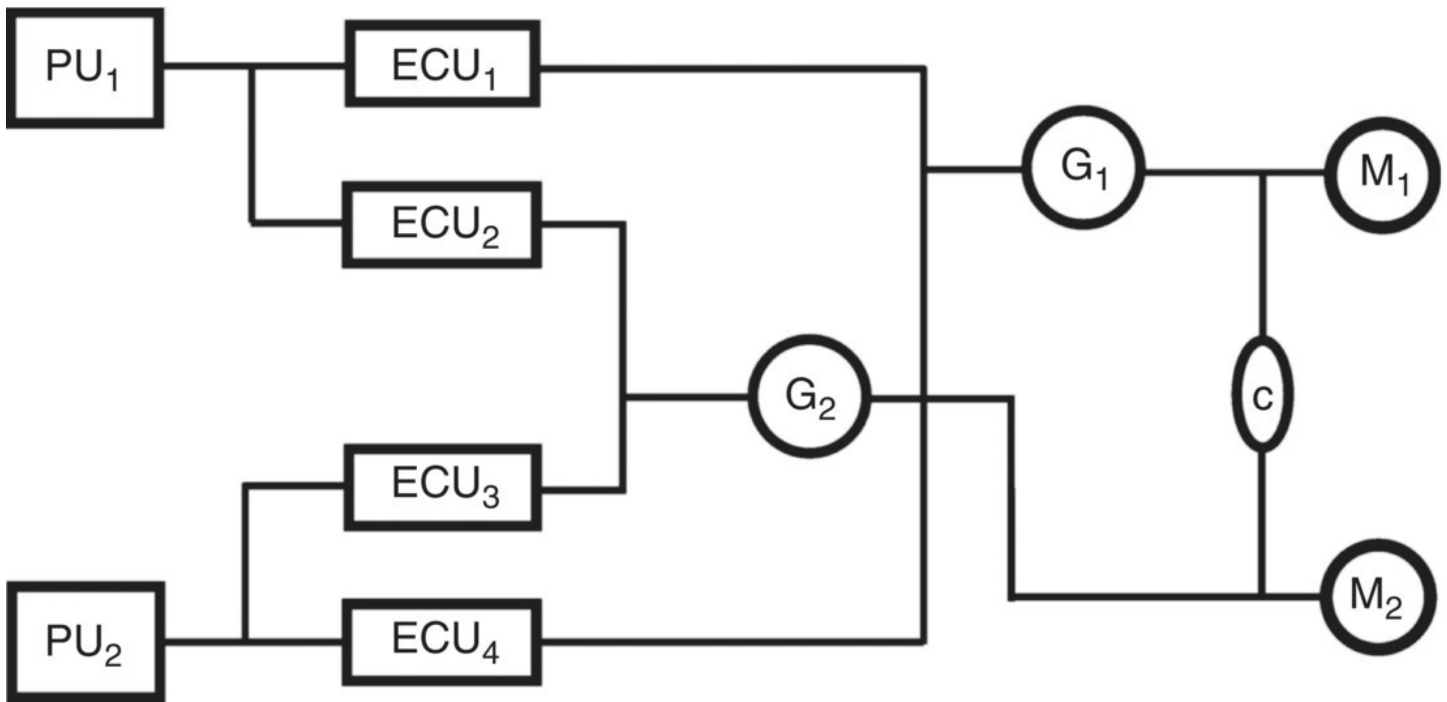 PU₁
ECU₁
G₁
M₁
ECU₂
G₂
c
ECU₃
PU₂
ECU₄
M₂